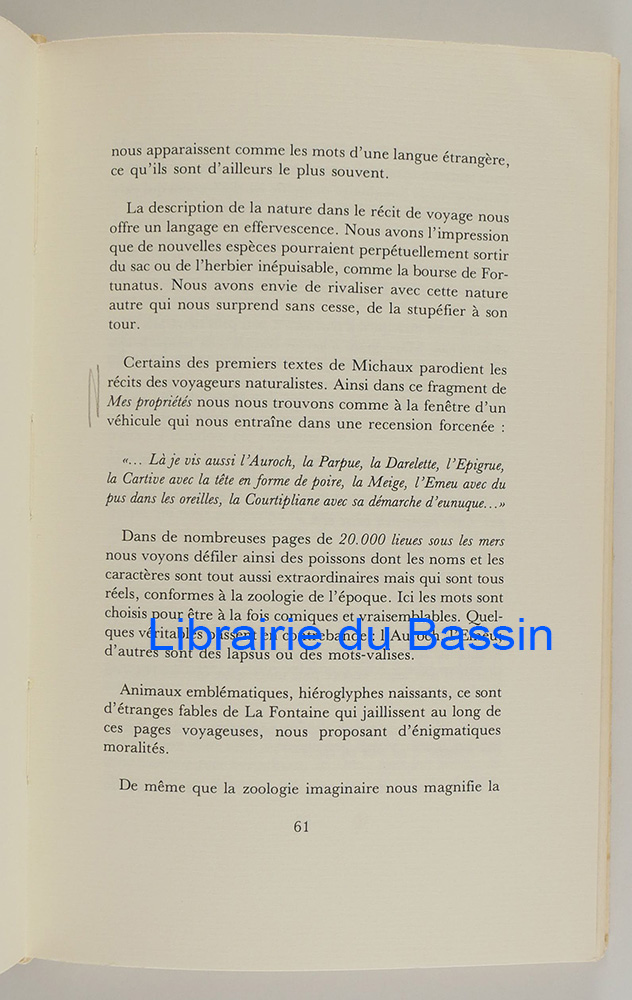 nous apparaissent comme les mots d'une langue étrangère,
ce qu'ils sont d'ailleurs le plus souvent.
La description de la nature dans le récit de voyage nous
offre un langage en effervescence. Nous avons l'impression
que de nouvelles espèces pourraient perpétuellement sortir
du sac ou de l'herbier inépuisable, comme la bourse de For-
tunatus. Nous avons envie de rivaliser avec cette nature
autre qui nous surprend sans cesse, de la stupéfier à son
tour.
Certains des premiers textes de Michaux parodient les
récits des voyageurs naturalistes. Ainsi dans ce fragment de
Mes propriétés nous nous trouvons comme à la fenêtre d'un
véhicule qui nous entraîne dans une recension forcenée :
«... Là je vis aussi l'Auroch, la Parpue, la Darelette, l'Epigrue,
la Cartive avec la tête en forme de poire, la Meige, l'Emeu avec du
pus dans les oreilles, la Courtipliane avec sa démarche d'eunuque...»
Dans de nombreuses pages de 20.000 lieues sous les mers
nous voyons défiler ainsi des poissons dont les noms et les
caractères sont tout aussi extraordinaires mais qui sont tous
réels, conformes à la zoologie de l'époque. Ici les mots sont
choisis pour être à la fois comiques et vraisemblables. Quel-
ques véritables passent en contrebande : l'Auroch, l'Emeu,
Librairie du Bassin
d'autres sont des lapsus ou des mots-valises.
Animaux emblématiques, hiéroglyphes naissants, ce sont
d'étranges fables de La Fontaine qui jaillissent au long de
ces pages voyageuses, nous proposant d'énigmatiques
moralités.
De même que la zoologie imaginaire nous magnifie la
61